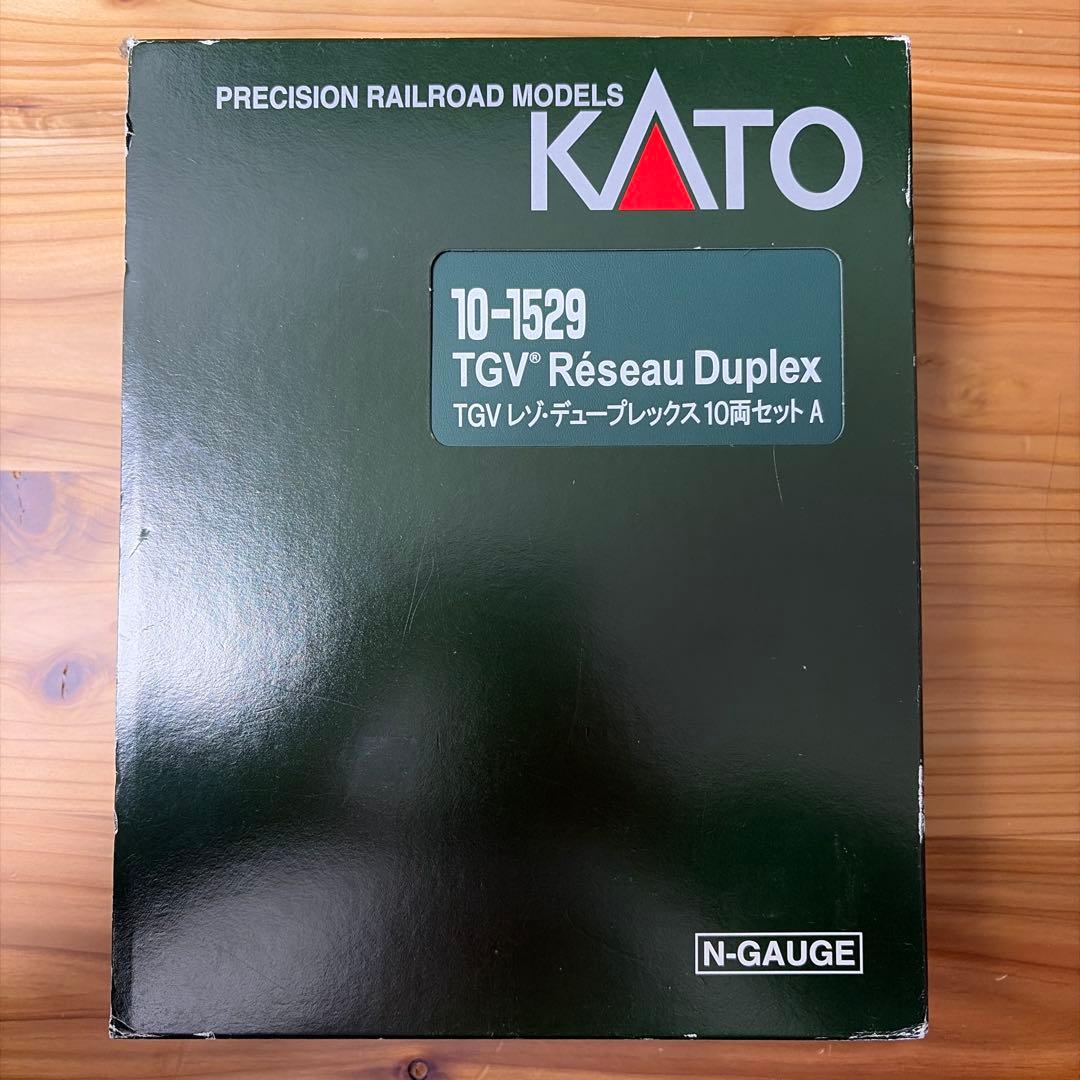 PRECISION RAILROAD MODELS
KATO
10-1529
TGV® Réseau Duplex
TGV レゾ・デュープレックス10両セット A
N-GAUGE